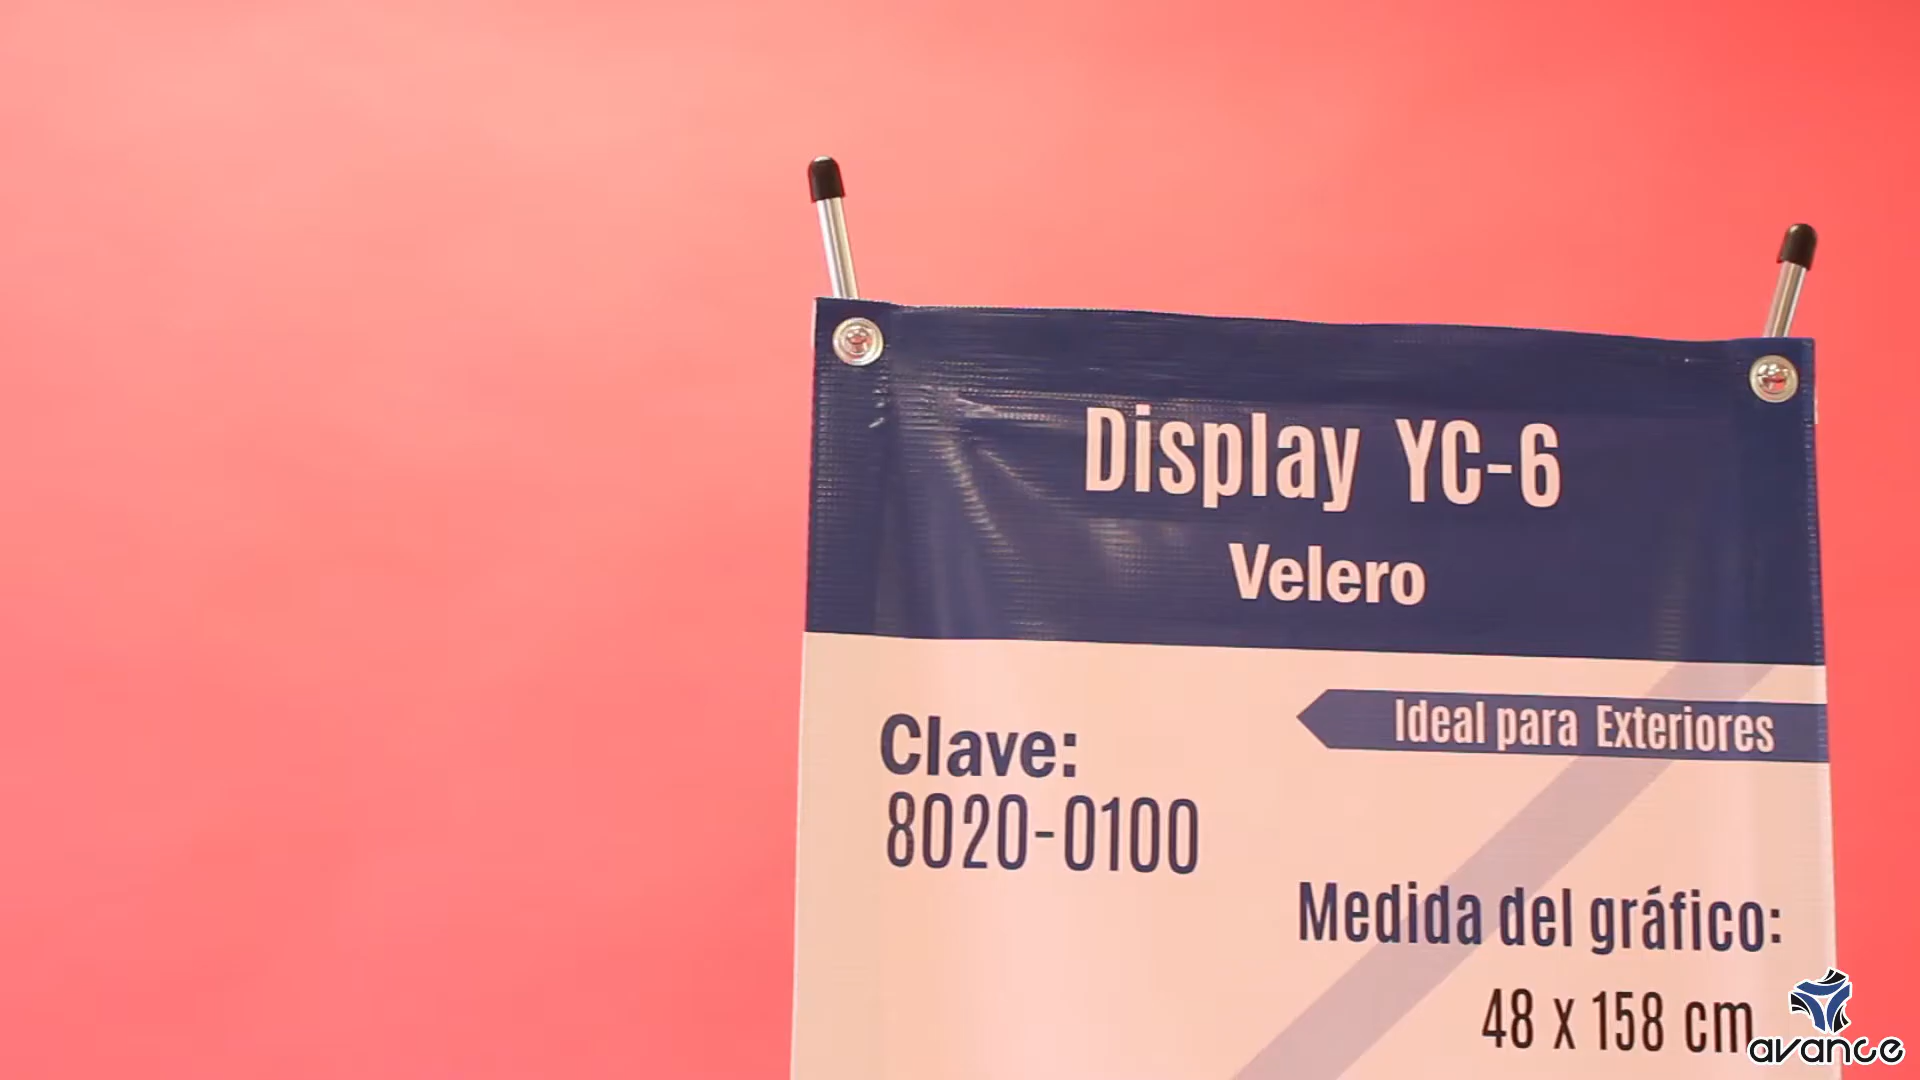 Display YC-6
Velero
Ideal para Exteriores
Clave:
8020-0100
Medida del gráfico:
48 x 158 cm
avance